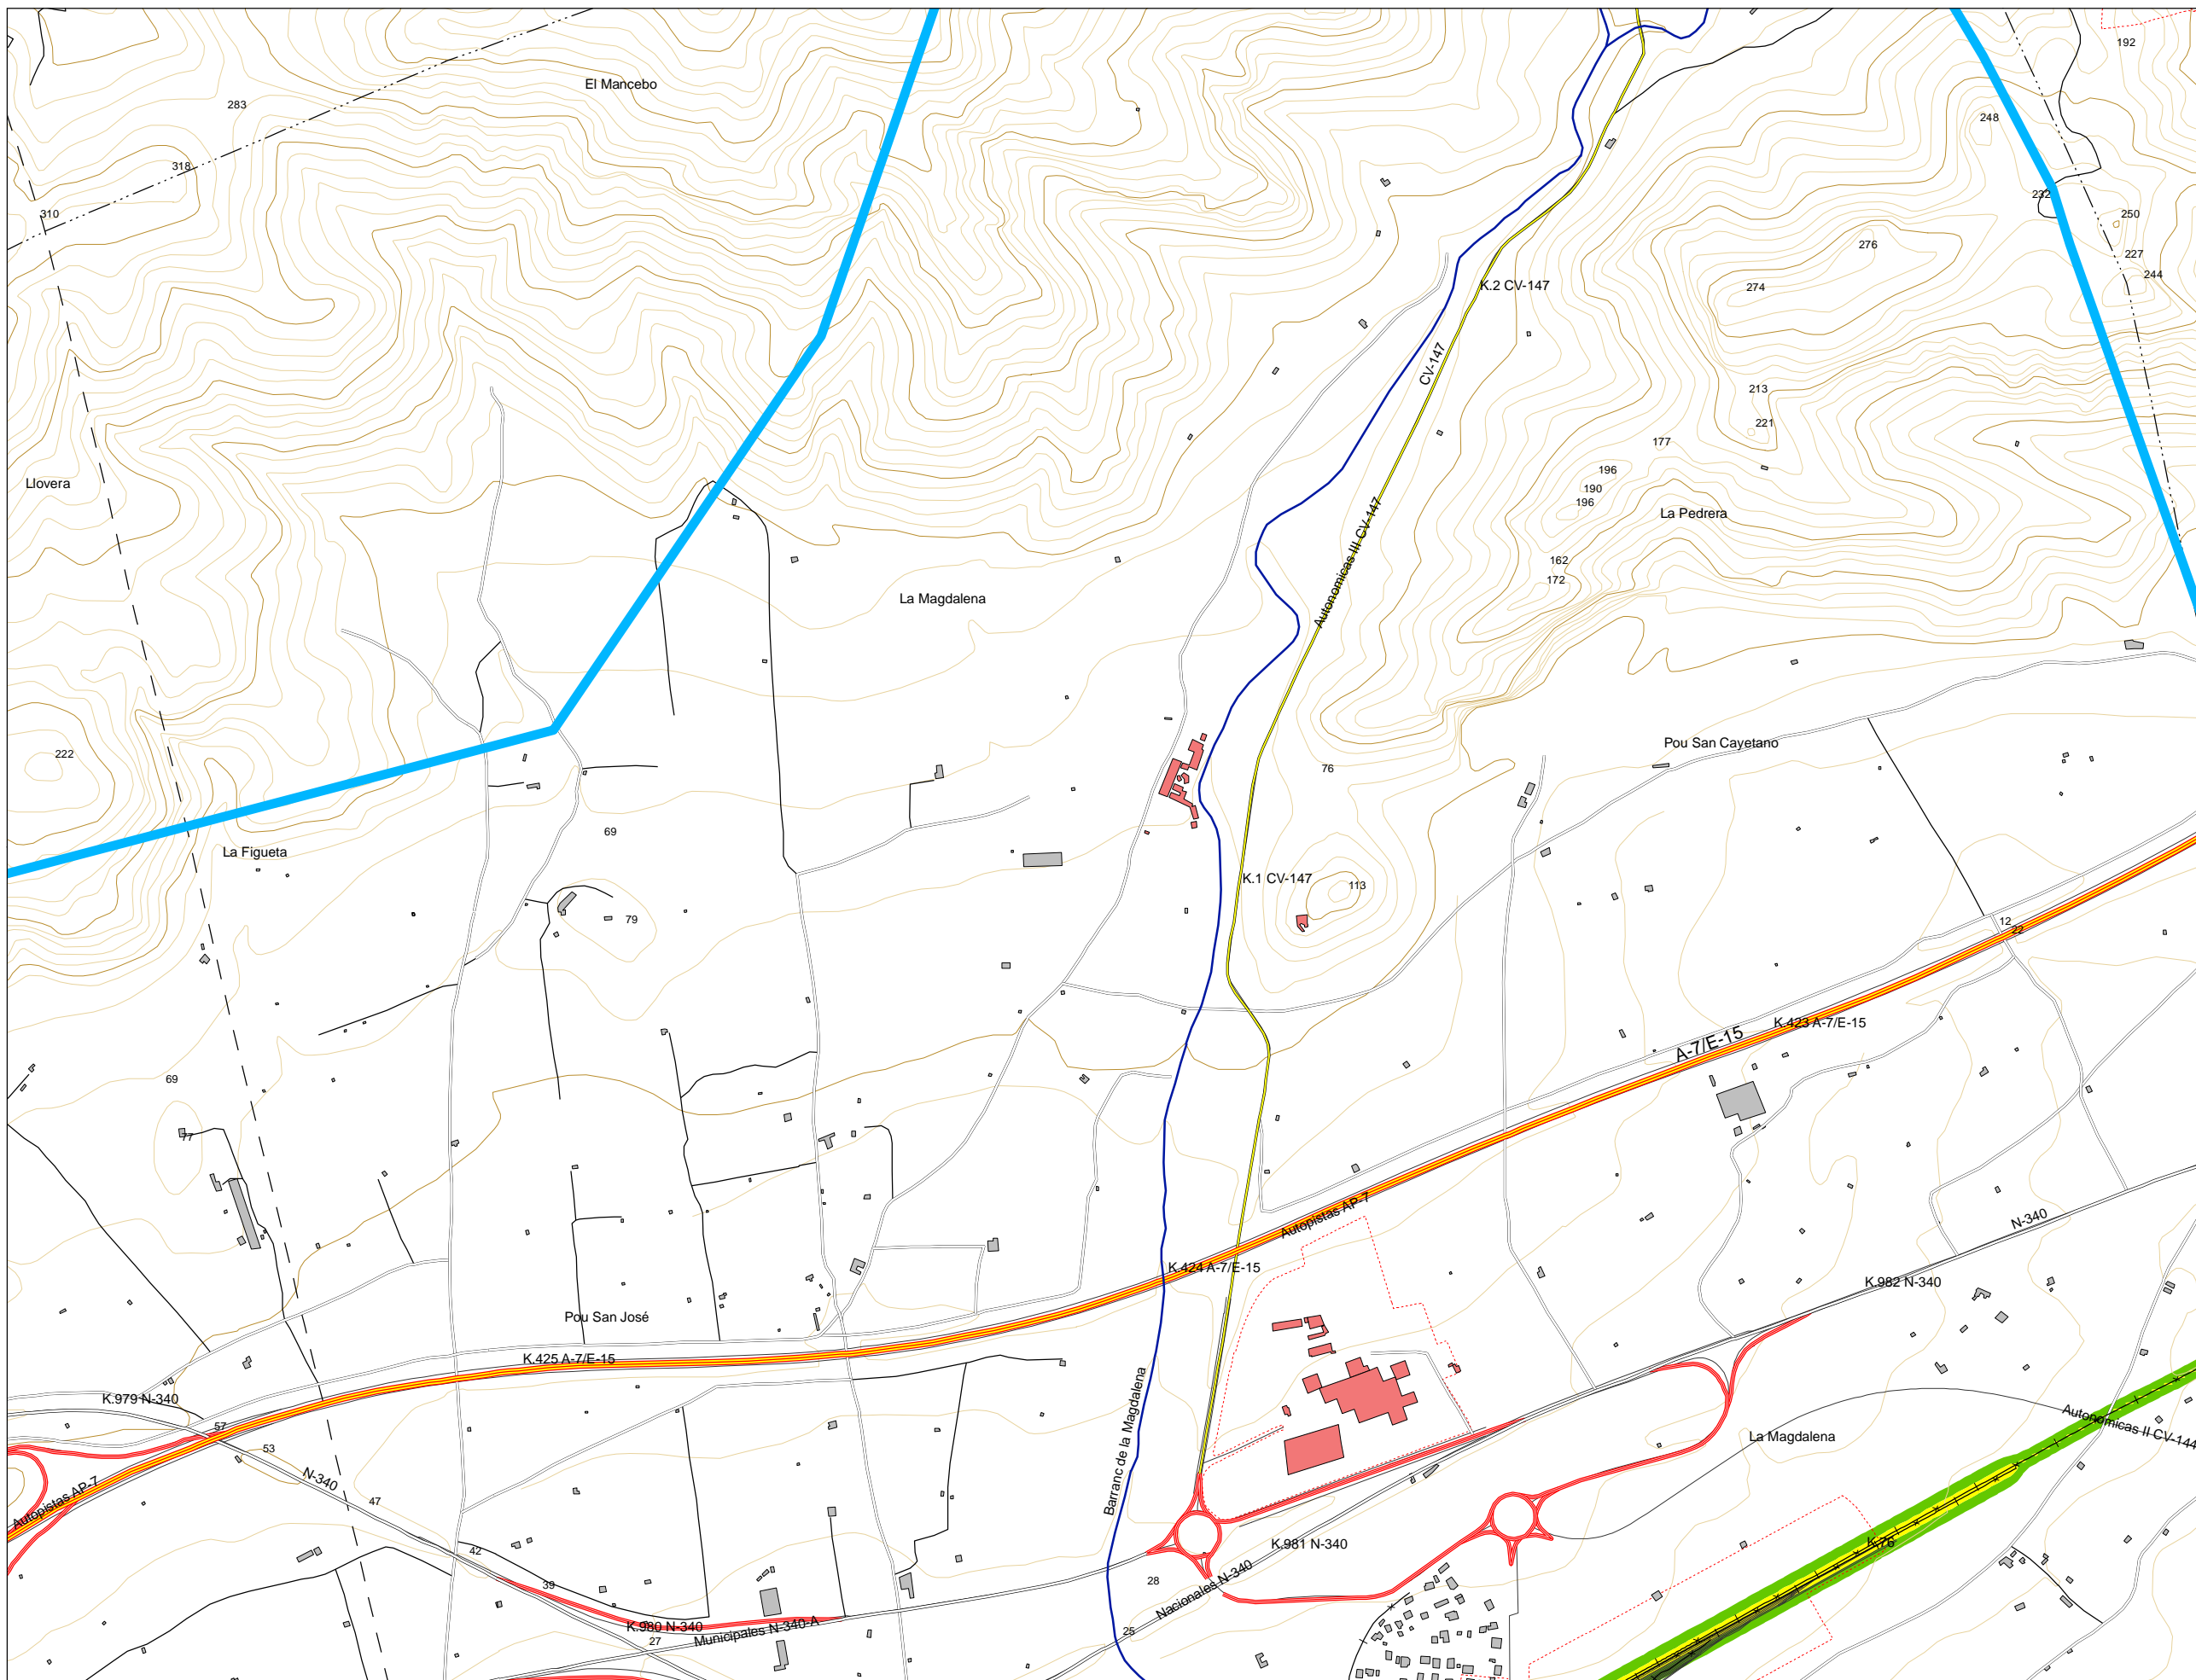 192
El Mancebo
283
248
318
232
310
250
276
227
244
K.2 CV-147
274
CV-147
213
221
177
196
Llovera
190
196
La Pedrera
Autonomicas III CV-147
162
172
La Magdalena
Pou San Cayetano
222
76
69
La Figueta
K.1 CV-147
113
79
12
22
K.423 A-7/E-15
A-7/E-15
69
77
Autopistas AP-7
N-340
K.424 A-7/E-15
K.982 N-340
Pou San José
K.425 A-7/E-15
K.979 N-340
Barranc de la Magdalena
57
Autonomicas II CV-144
La Magdalena
53
N-340
Autopistas AP-7
47
K.76
K.981 N-340
42
28
39
Nacionales N-340
K.980 N-340
Municipales N-340-A
25
27